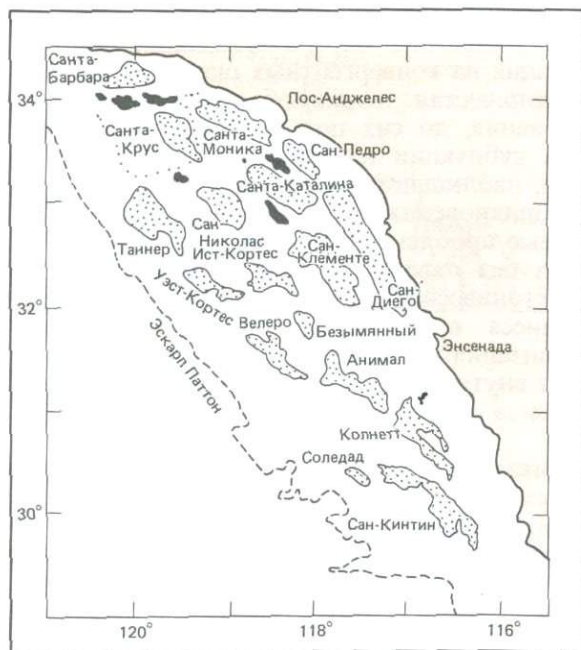 Санта-
Барбара
34°
Лос-Анджелес
Санта-
Крус
Санта-
Моника
Сан-Педро
Санта-Каталина
Таннер
Сан
Николас
Ист-Кортес
Сан-
Клементе
Уэст-Кортес
Сан-
Диего
32°
Велеро
Безымянный
Энсенада
Эскарп Паттон
Анимал
Колнетт
Соледад
30°
Сан-Кинтин
120°
118°
116°